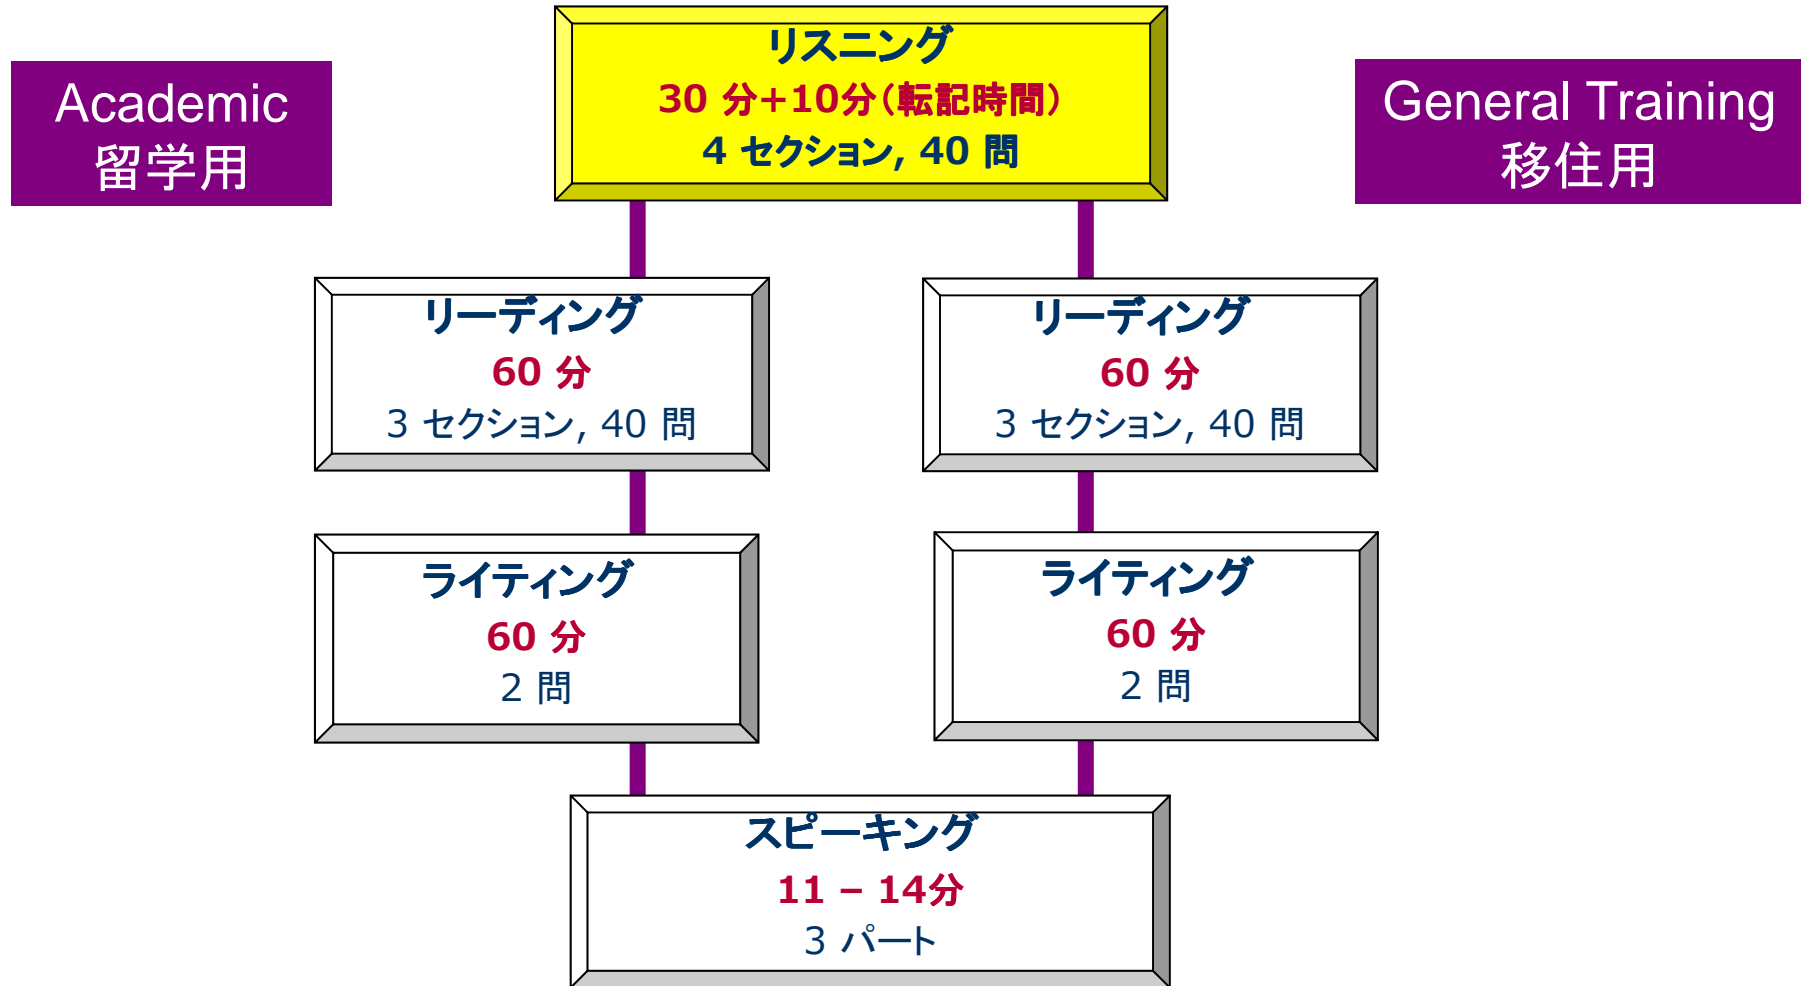 リスニング
30 分+10分(転記時間)
4 セクション, 40 問
Academic
留学用
General Training
移住用
リーディング
60 分
3 セクション, 40 問
リーディング
60 分
3 セクション, 40 問
ライティング
60 分
2 問
ライティング
60 分
2 問
スピーキング
11 – 14分
3 パート